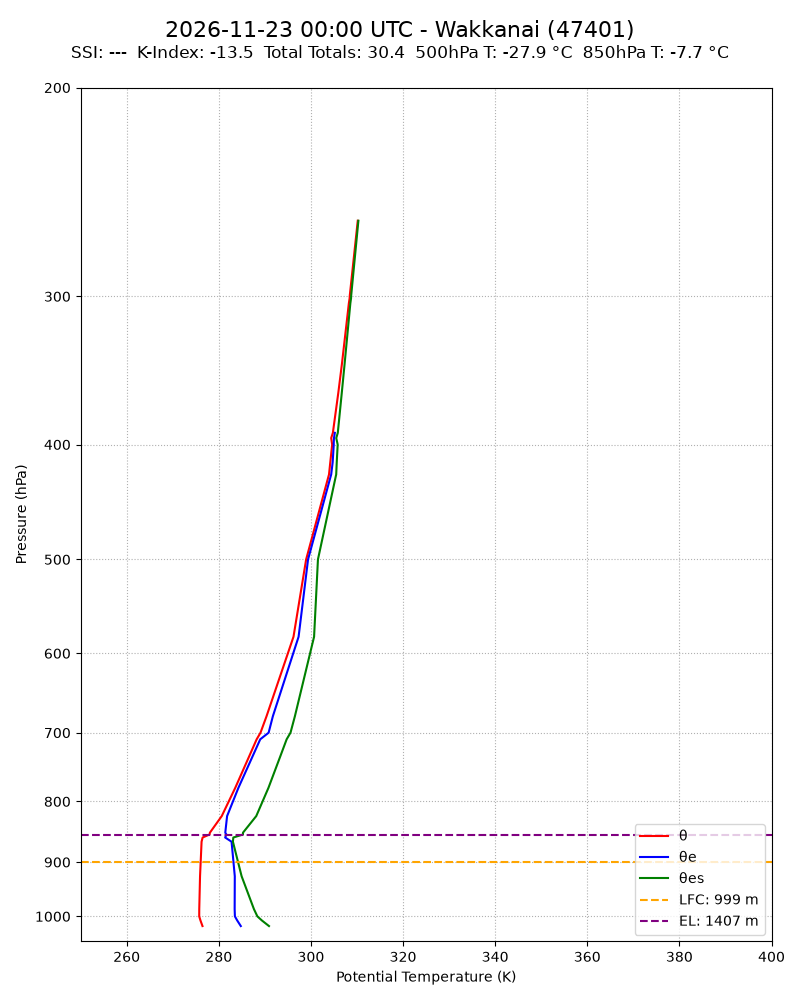 2026-11-23 00:00 UTC - Wakkanai (47401)
SSI: ---  K-Index: -13.5  Total Totals: 30.4  500hPa T: -27.9 °C  850hPa T: -7.7 °C
200
300
400
500
600
700
800
900
1000
Pressure (hPa)
260
280
300
320
340
360
380
400
Potential Temperature (K)
θ
θe
θes
LFC: 999 m
EL: 1407 m